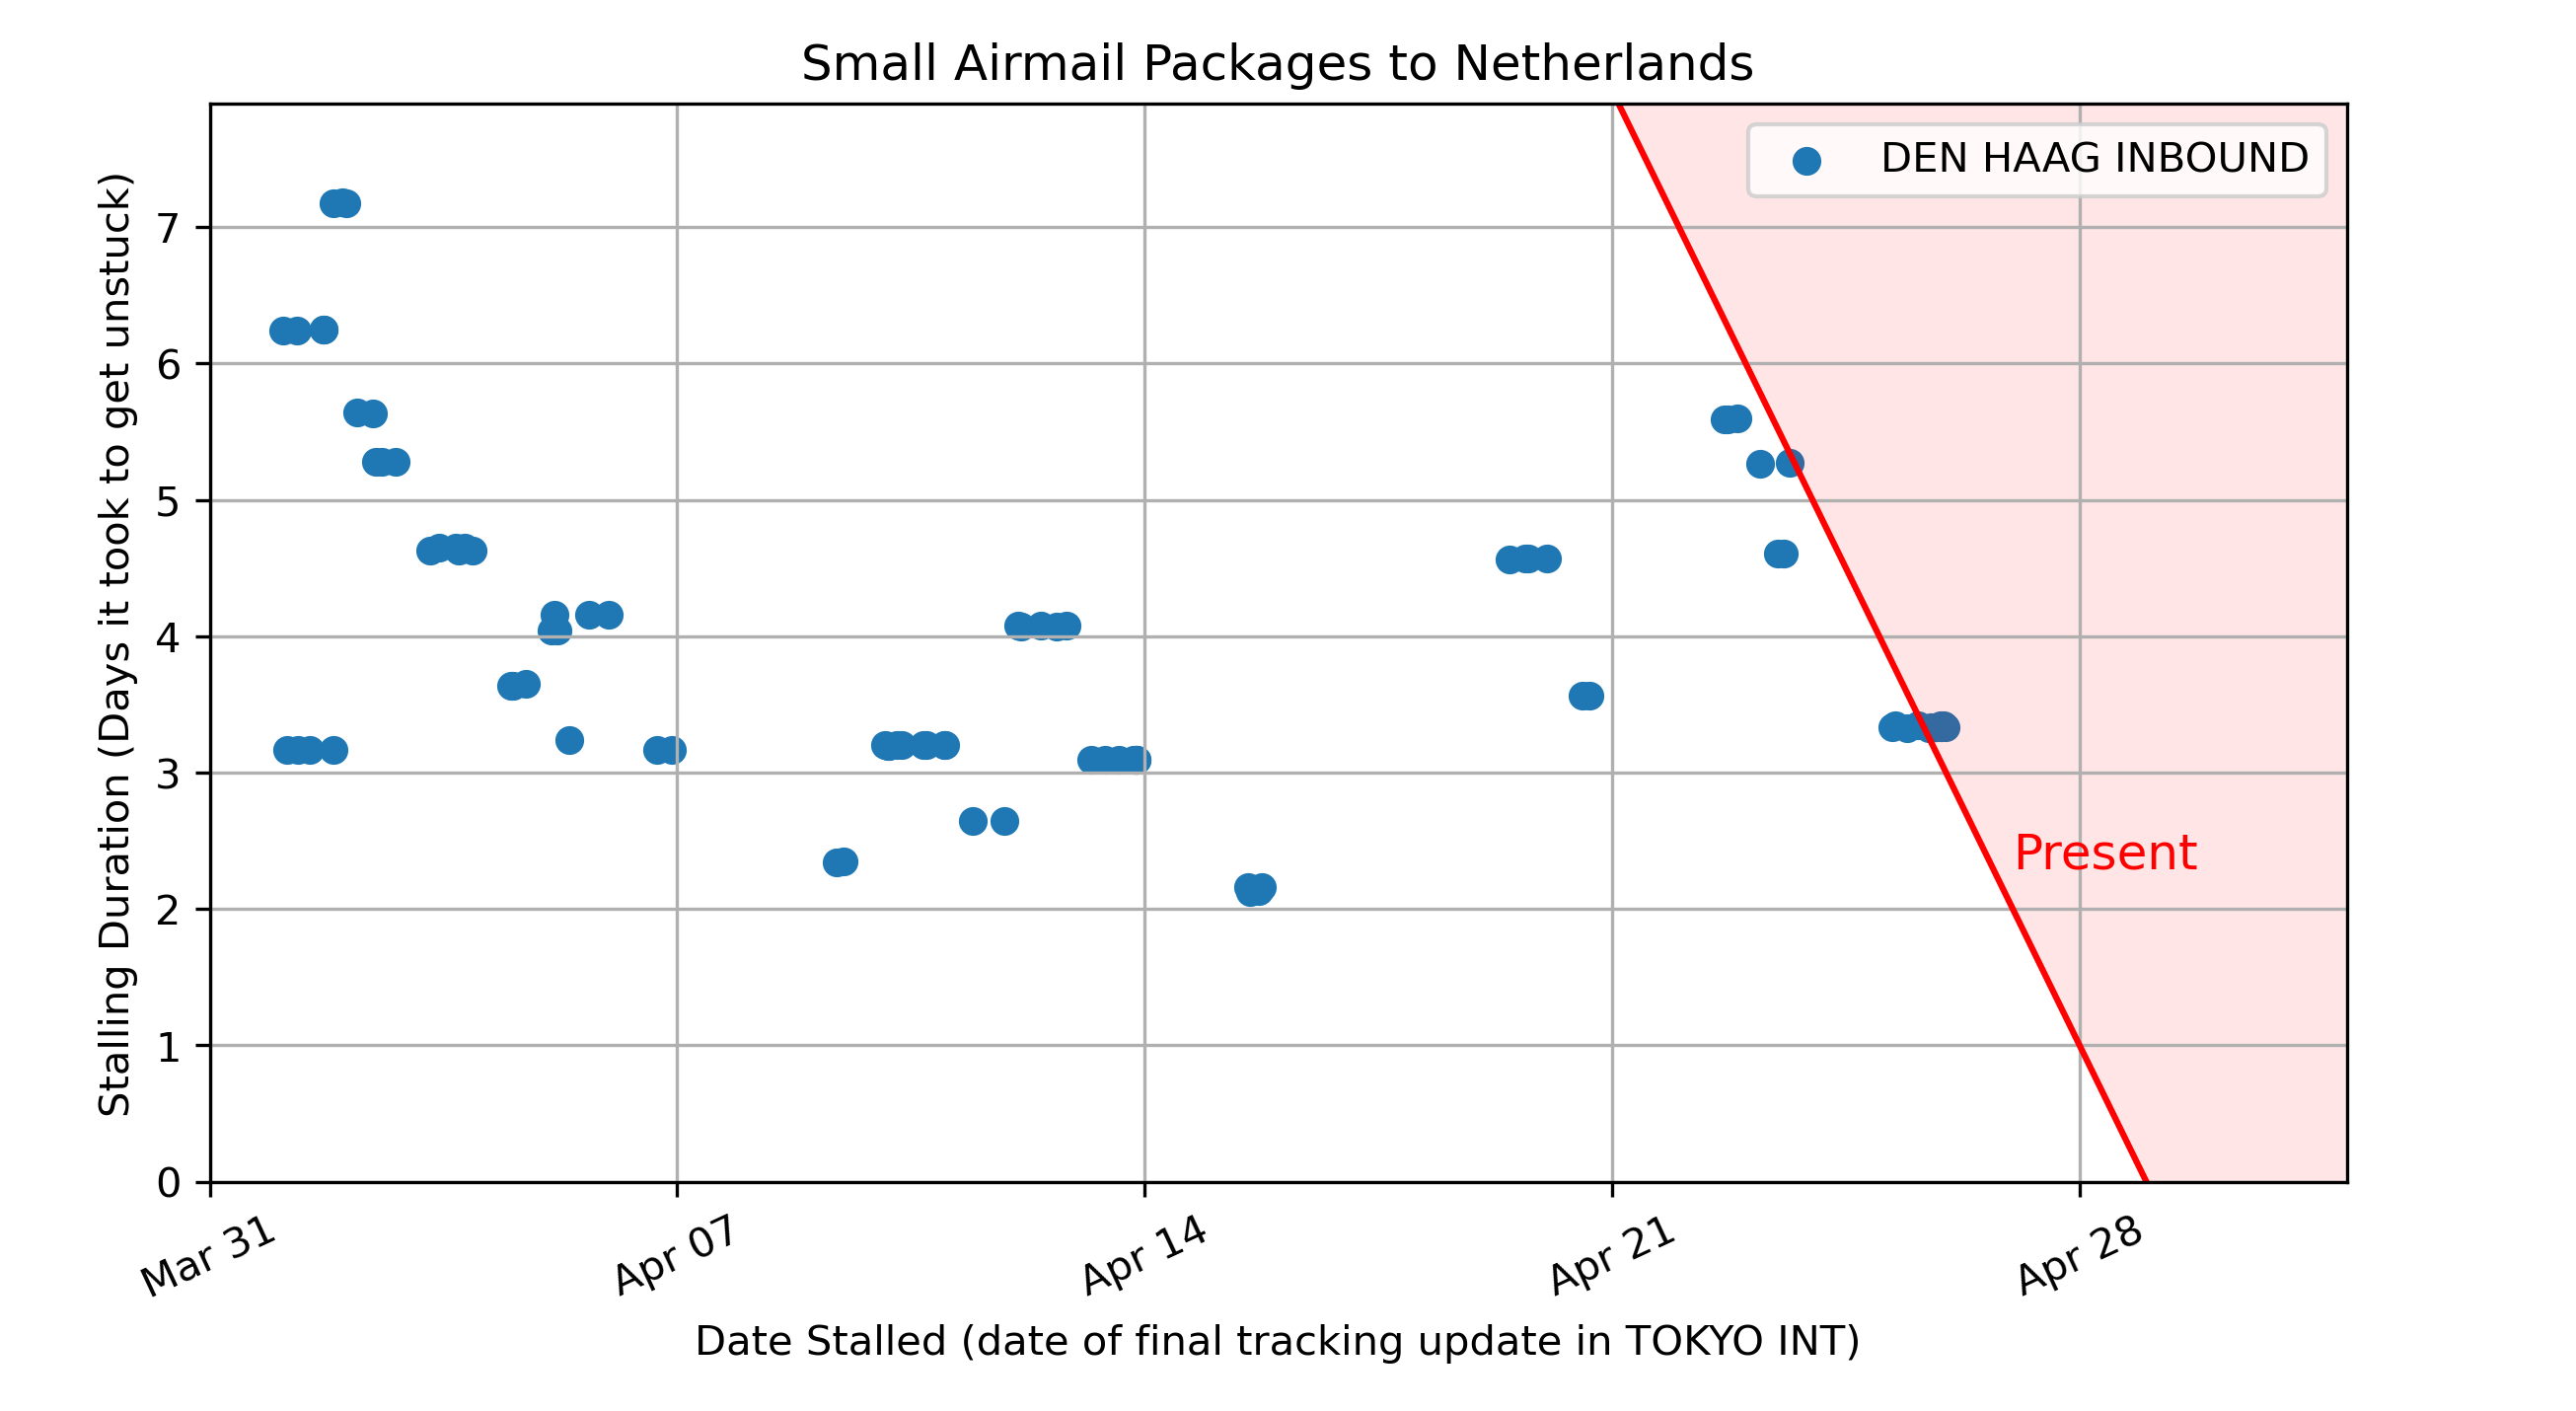 Small Airmail Packages to Netherlands
DEN HAAG INBOUND
Stalling Duration (Days it took to get unstuck)
7
6
5
4
3
2
1
0
Present
Mar 31
Apr 07
Apr 14
Apr 21
Apr 28
Date Stalled (date of final tracking update in TOKYO INT)